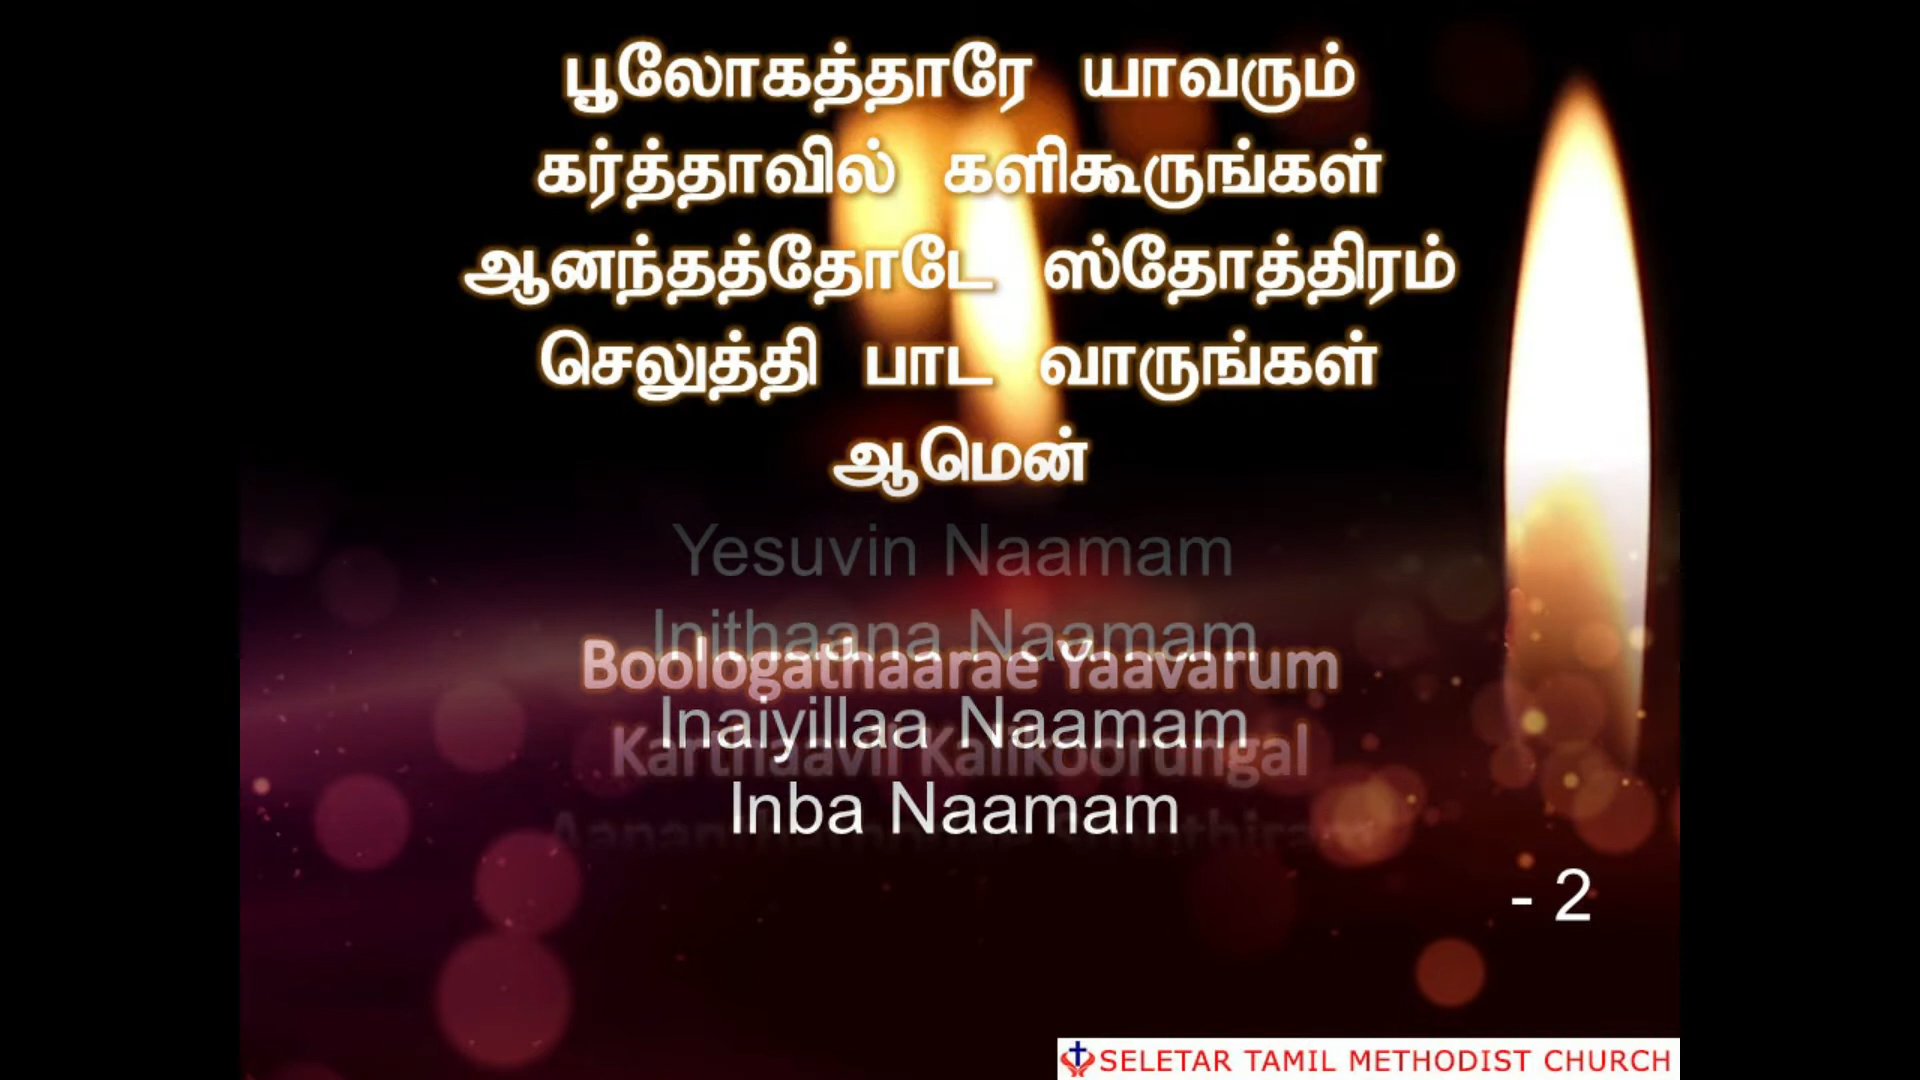 பூலோகத்தாரே யாவரும்
கர்த்தாவில் களிகூருங்கள்
ஆனந்தத்தோடே ஸ்தோத்திரம்
செலுத்தி பாட வாருங்கள்
ஆமென்
Yesuvin Naamam
Inithaana Naamam
Boologathaarae Yaavarum
Inaiyillaa Naamam
Karthaavil Kalikoorungal
Inba Naamam
- 2
SELETAR TAMIL METHODIST CHURCH